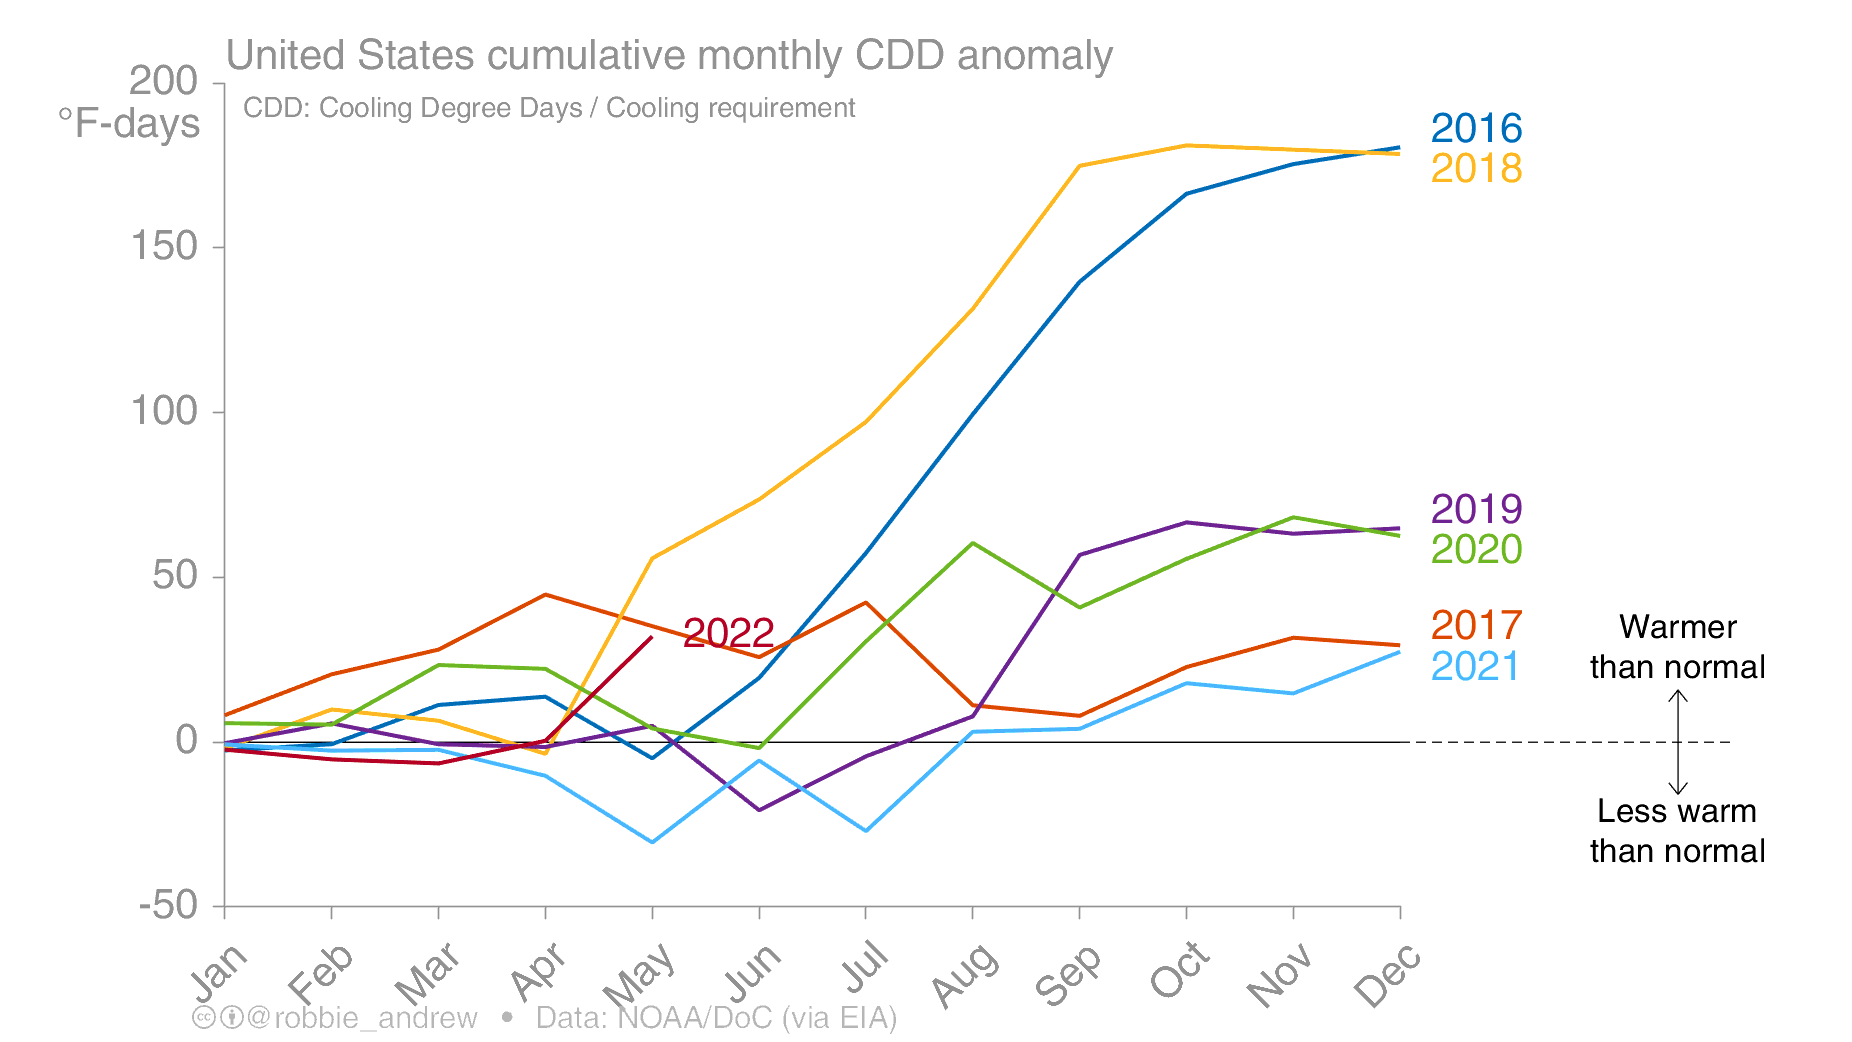 United States cumulative monthly CDD anomaly
200
°F-days
CDD: Cooling Degree Days / Cooling requirement
150
100
50
0
-50
2016
2018
2019
2020
2022
2017
2021
Warmer
than normal
Less warm
than normal
Jan Feb Mar Apr May Jun Jul Aug Sep Oct Nov Dec
cc @robbie_andrew • Data: NOAA/DoC (via EIA)